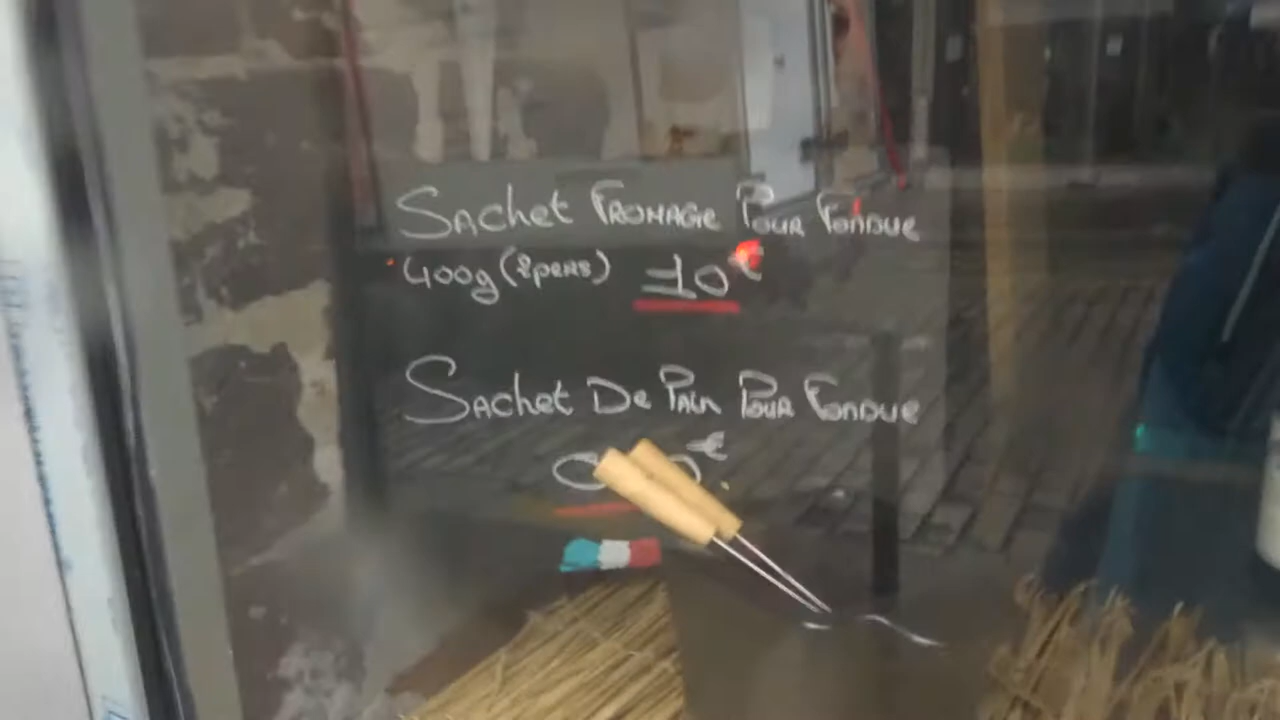 Sachet Fromage Pour Fondue
400g (2pers) 10€
Sachet De Pain Pour Fondue